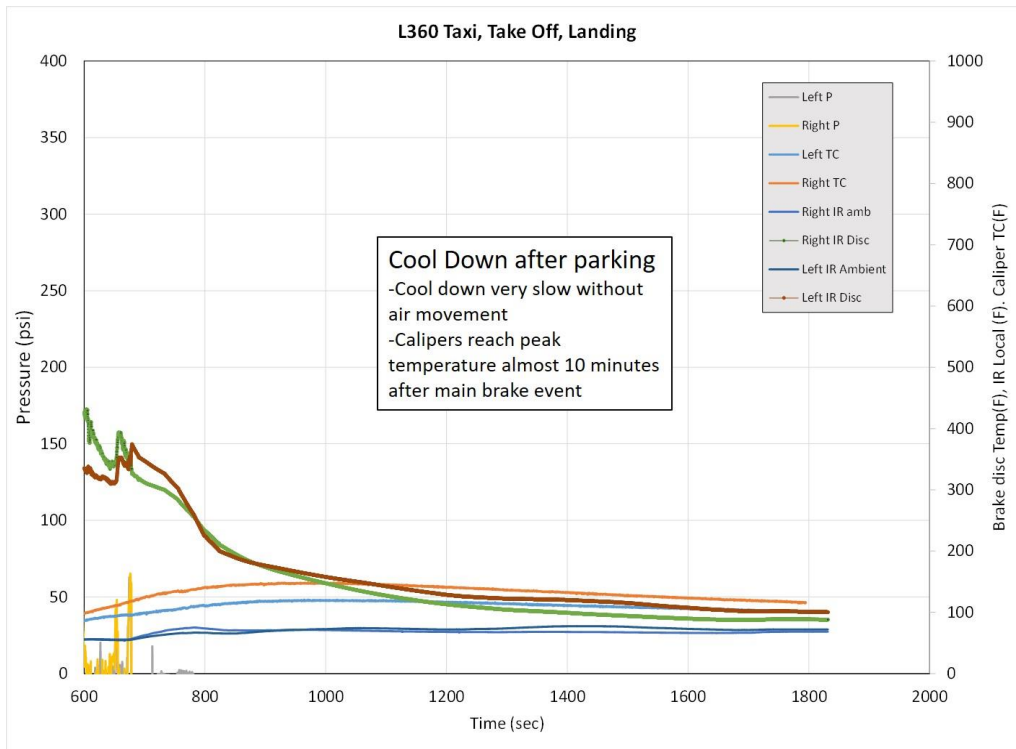 L360 Taxi, Take Off, Landing
400
350
300
250
200
150
100
50
0
Pressure (psi)
1000
900
800
700
600
500
400
300
200
100
0
Brake disc Temp(F), IR Local (F). Caliper TC(F)
600
800
1000
1200
1400
1600
1800
2000
Time (sec)
Left P
Right P
Left TC
Right TC
Right IR amb
Right IR Disc
Left IR Ambient
Left IR Disc
Cool Down after parking
-Cool down very slow without
air movement
-Calipers reach peak
temperature almost 10 minutes
after main brake event